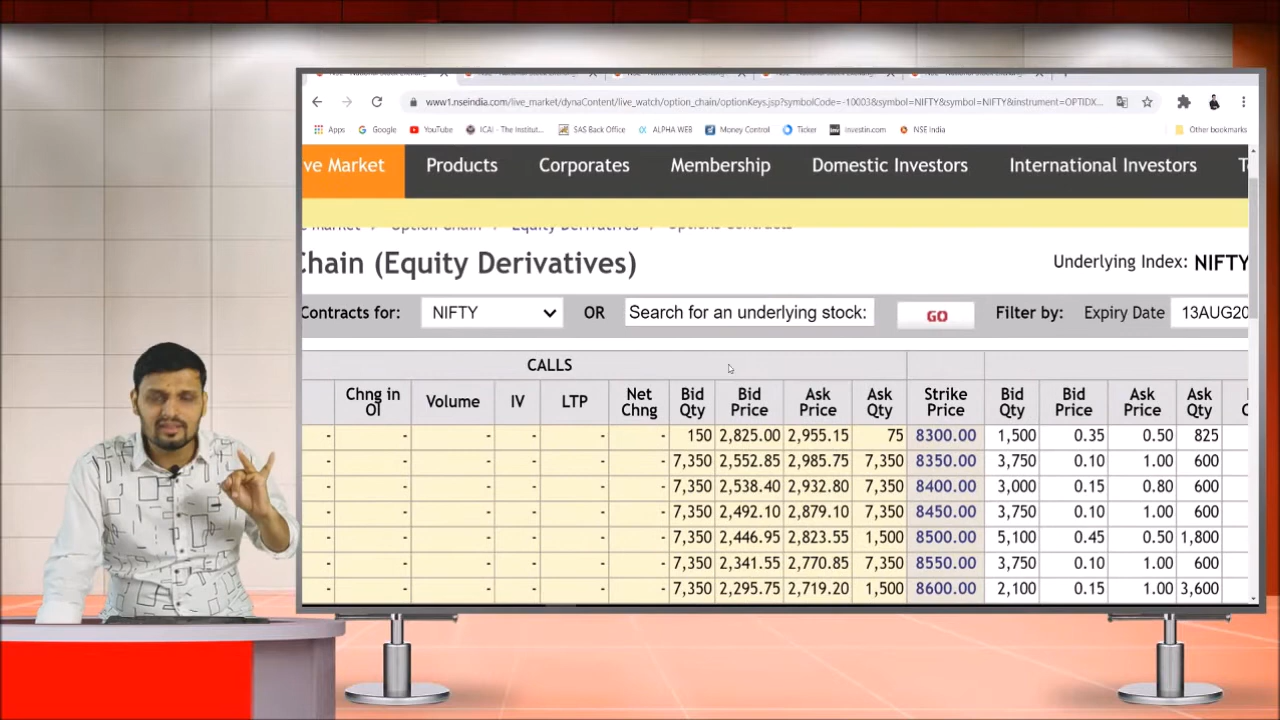 www1.nseindia.com/live_market/dynaContent/live_watch/option_chain/optionKeys.jsp?symbolCode=-10003&symbol=NIFTY&symbol=NIFTY&instrument=OPTIDX...
Apps Google YouTube ICAI - The Institut... SAS Back Office ALPHA WEB Money Control Ticker investin.com NSE India Other bookmarks
ve Market Products Corporates Membership Domestic Investors International Investors
Option Chain Equity Derivatives Options Contracts
Chain (Equity Derivatives) Underlying Index: NIFTY
Contracts for: NIFTY OR Search for an underlying stock: GO Filter by: Expiry Date 13AUG20
CALLS
Chng in OI Volume IV LTP Net Chng Bid Qty Bid Price Ask Price Ask Qty Strike Price Bid Qty Bid Price Ask Price Ask Qty
- - - - - - 150 2,825.00 2,955.15 75 8300.00 1,500 0.35 0.50 825
- - - - - - 7,350 2,552.85 2,985.75 7,350 8350.00 3,750 0.10 1.00 600
- - - - - - 7,350 2,538.40 2,932.80 7,350 8400.00 3,000 0.15 0.80 600
- - - - - - 7,350 2,492.10 2,879.10 7,350 8450.00 3,750 0.10 1.00 600
- - - - - - 7,350 2,446.95 2,823.55 1,500 8500.00 5,100 0.45 0.50 1,800
- - - - - - 7,350 2,341.55 2,770.85 7,350 8550.00 3,750 0.10 1.00 600
- - - - - - 7,350 2,295.75 2,719.20 1,500 8600.00 2,100 0.15 1.00 3,600